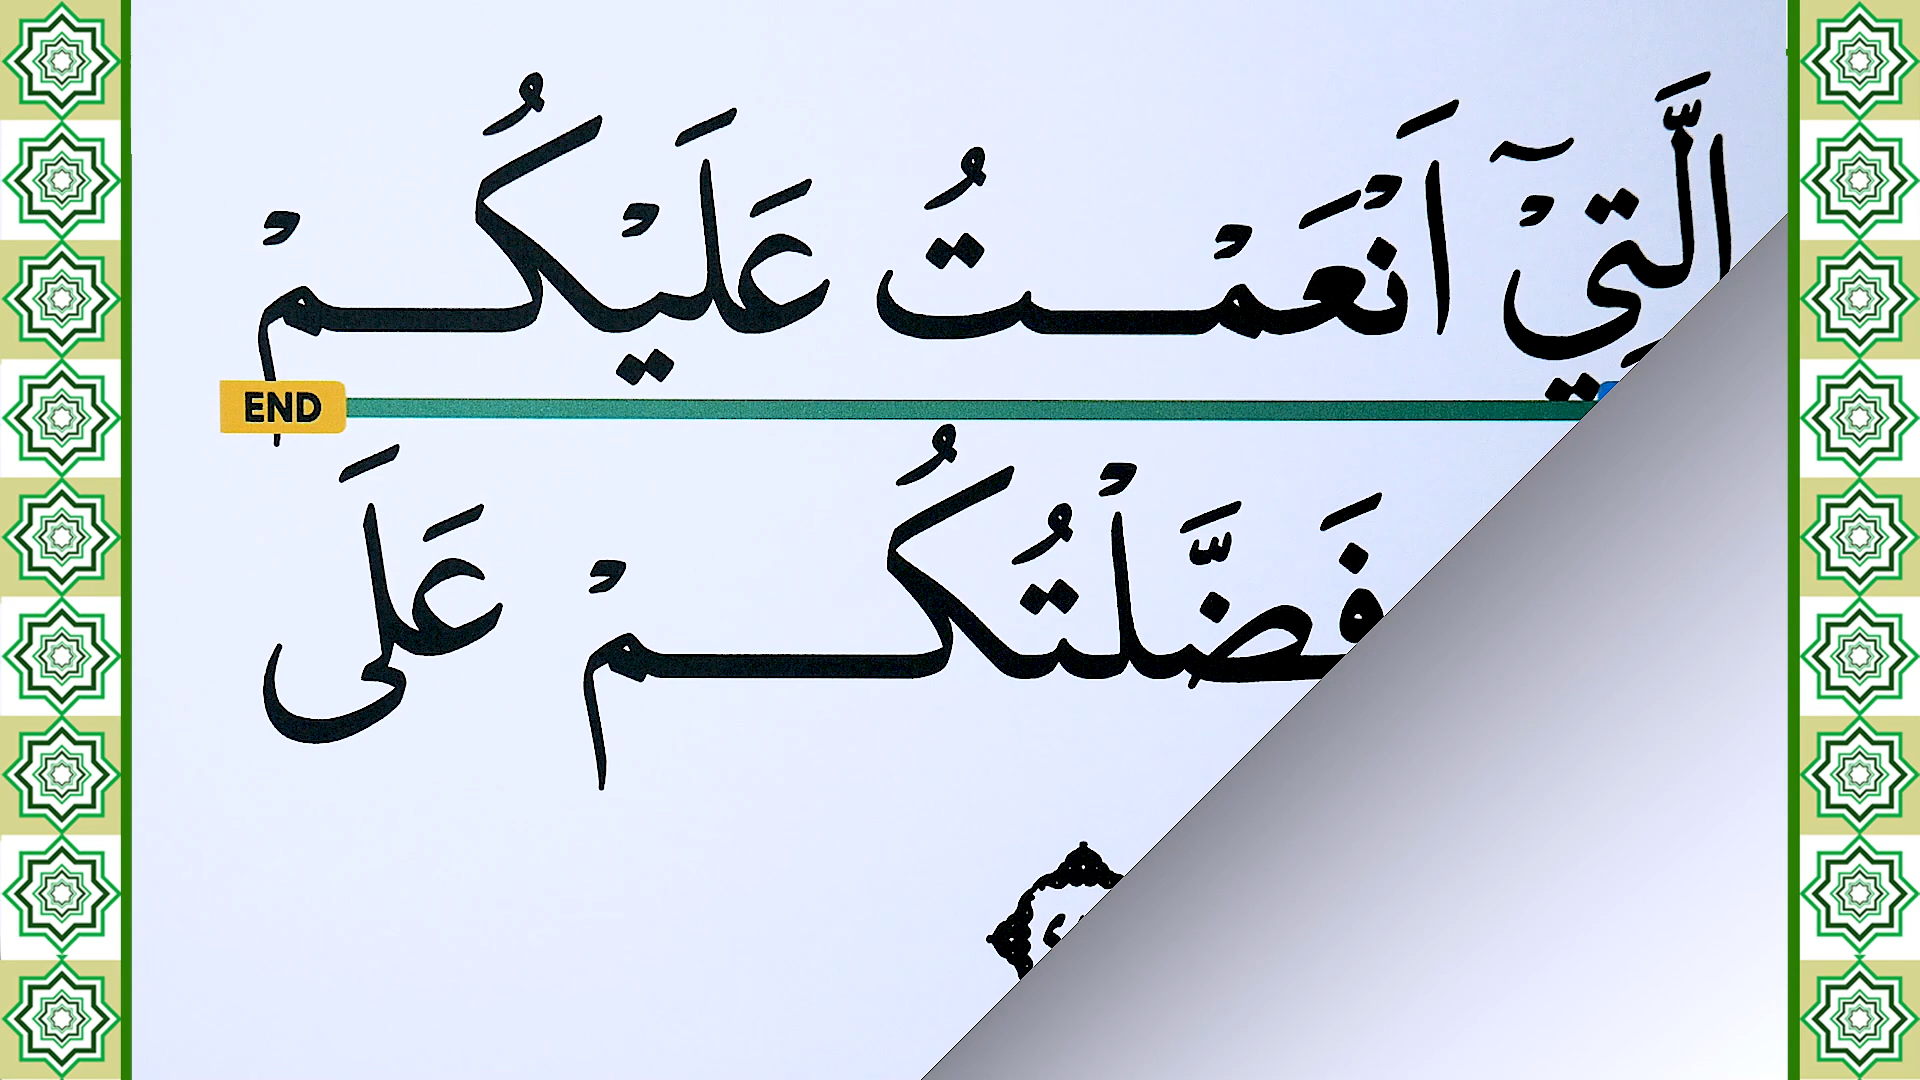 الَّتِيْۤ اَنْعَمْتُ عَلَيْكُمْ
END
فَضَّلْتُكُمْ عَلَى